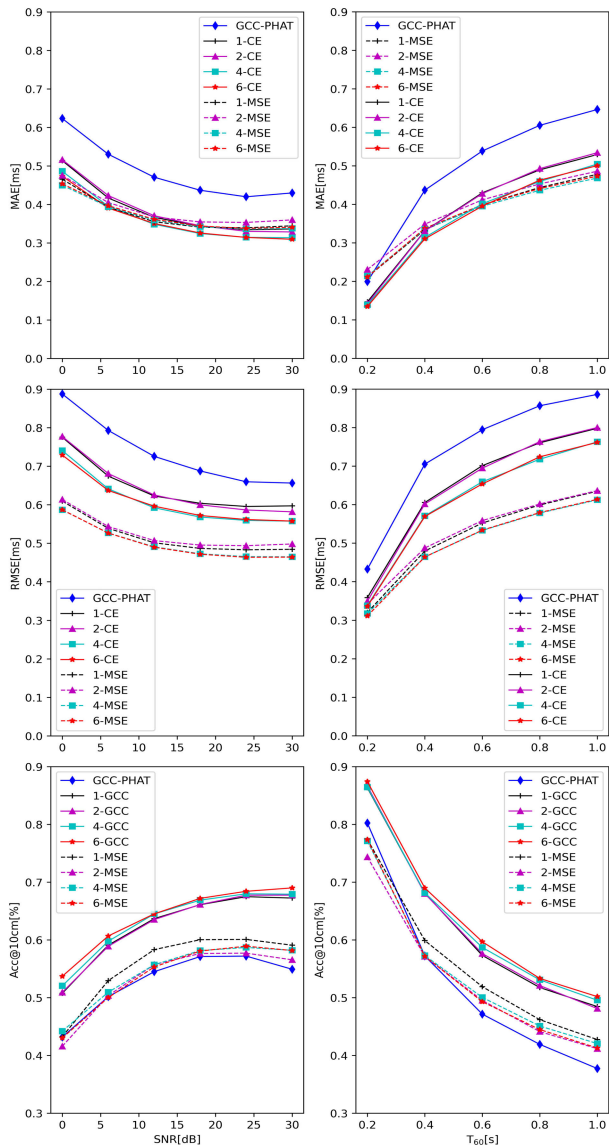 0.9
0.8
0.7
0.6
0.5
0.4
0.3
0.2
0.1
0.0
MAE[ms]
0 6 12 18 24 30
GCC-PHAT
1-CE
2-CE
4-CE
6-CE
1-MSE
2-MSE
4-MSE
6-MSE
0.9
0.8
0.7
0.6
0.5
0.4
0.3
0.2
0.1
0.0
MAE[ms]
0.2 0.4 0.6 0.8 1.0
GCC-PHAT
1-MSE
2-MSE
4-MSE
6-MSE
1-CE
2-CE
4-CE
6-CE
0.9
0.8
0.7
0.6
0.5
0.4
0.3
0.2
0.1
0.0
RMSE[ms]
0 6 12 18 24 30
GCC-PHAT
1-CE
2-CE
4-CE
6-CE
1-MSE
2-MSE
4-MSE
6-MSE
0.9
0.8
0.7
0.6
0.5
0.4
0.3
0.2
0.1
0.0
RMSE[ms]
0.2 0.4 0.6 0.8 1.0
GCC-PHAT
1-MSE
2-MSE
4-MSE
6-MSE
1-CE
2-CE
4-CE
6-CE
0.9
0.8
0.7
0.6
0.5
0.4
0.3
Acc@10cm[%]
0 6 12 18 24 30
SNR[dB]
GCC-PHAT
1-GCC
2-GCC
4-GCC
6-GCC
1-MSE
2-MSE
4-MSE
6-MSE
0.9
0.8
0.7
0.6
0.5
0.4
0.3
Acc@10cm[%]
0.2 0.4 0.6 0.8 1.0
T₆₀[s]
GCC-PHAT
1-GCC
2-GCC
4-GCC
6-GCC
1-MSE
2-MSE
4-MSE
6-MSE